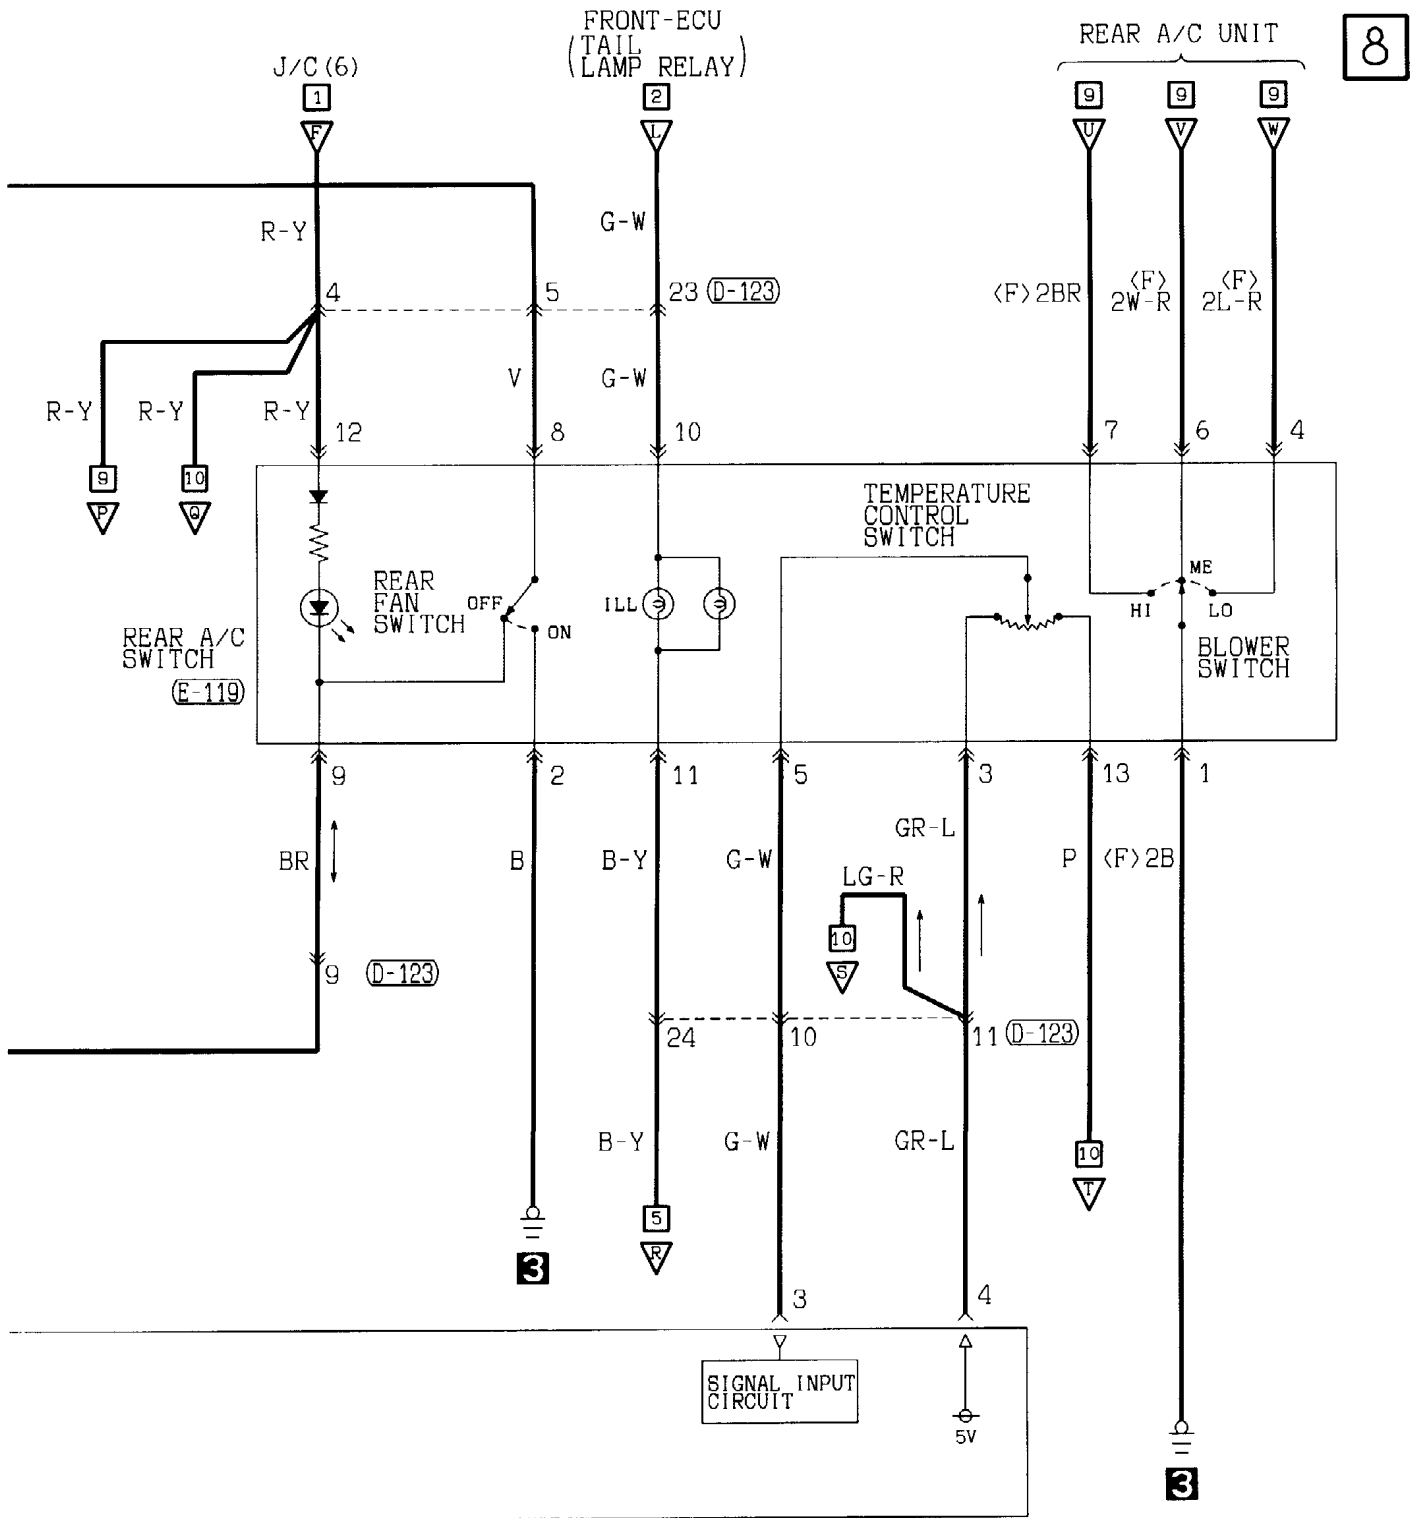 FRONT-ECU
(TAIL
LAMP RELAY)
REAR A/C UNIT
8
J/C(6)
1
2
9
9
9
F
L
U
V
W
R-Y
G-W
4
5
23
(D-123)
<F>2BR
<F>
2W-R
<F>
2L-R
V
G-W
R-Y
R-Y
R-Y
12
8
10
7
6
4
9
10
P
Q
TEMPERATURE
CONTROL
SWITCH
REAR
FAN
SWITCH
OFF
ON
ILL
ME
HI
LO
REAR A/C
SWITCH
(E-119)
BLOWER
SWITCH
9
2
11
5
3
13
1
GR-L
BR
B
B-Y
G-W
P
<F>2B
LG-R
10
S
9
(D-123)
24
10
11
(D-123)
B-Y
G-W
GR-L
10
T
5
R
3
3
4
SIGNAL INPUT
CIRCUIT
5V
3